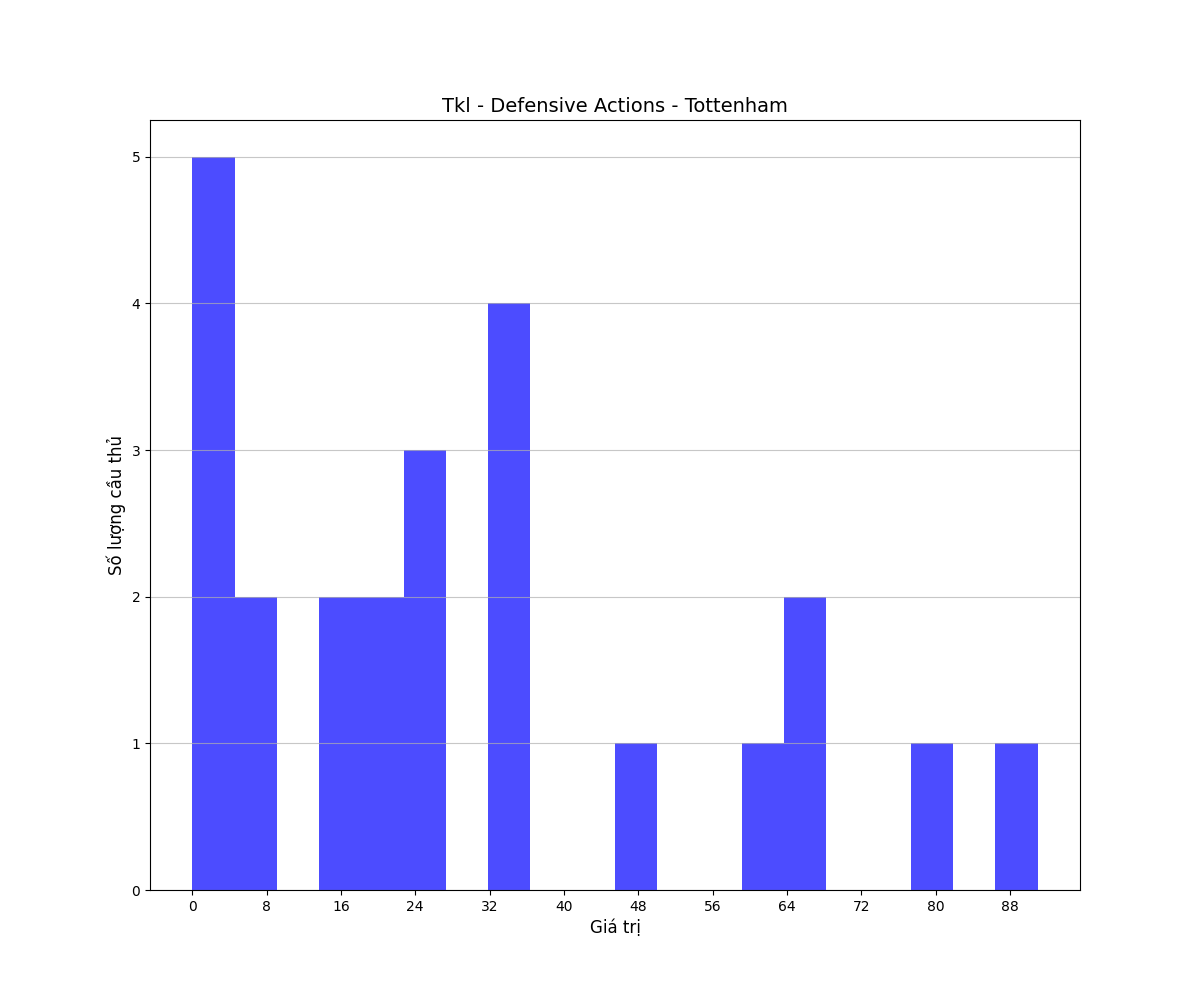 Tkl - Defensive Actions - Tottenham
5
4
3
2
1
0
Số lượng cầu thủ
0 8 16 24 32 40 48 56 64 72 80 88
Giá trị